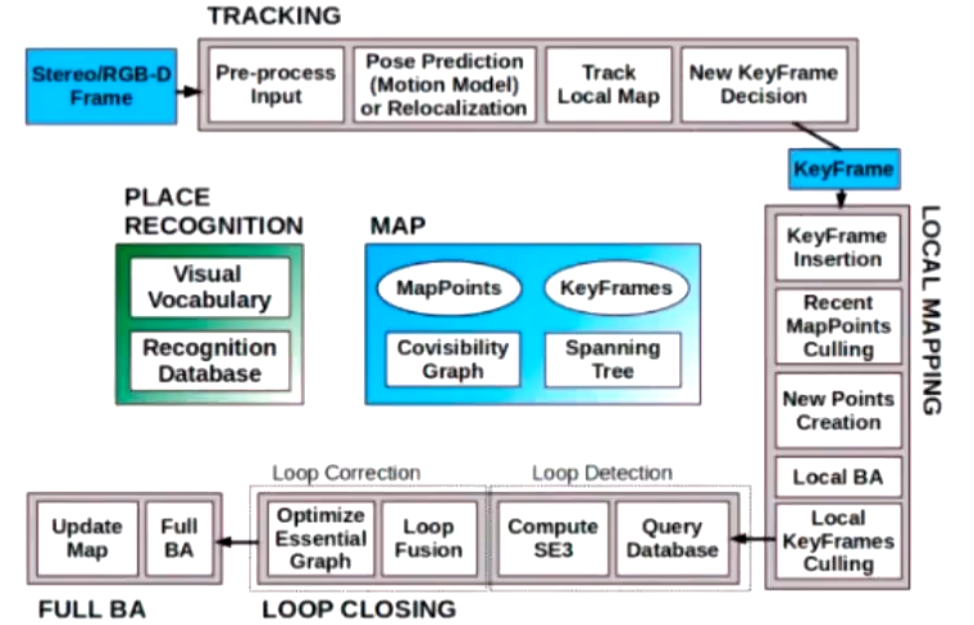 TRACKING
Stereo/RGB-D
Frame
Pre-process
Input
Pose Prediction
(Motion Model)
or Relocalization
Track
Local Map
New KeyFrame
Decision
KeyFrame
PLACE
RECOGNITION
Visual
Vocabulary
Recognition
Database
MAP
MapPoints
KeyFrames
Covisibility
Graph
Spanning
Tree
LOCAL MAPPING
KeyFrame
Insertion
Recent
MapPoints
Culling
New Points
Creation
Local BA
Local
KeyFrames
Culling
Loop Correction
Loop Detection
Update
Map
Full
BA
Optimize
Essential
Graph
Loop
Fusion
Compute
SE3
Query
Database
FULL BA
LOOP CLOSING